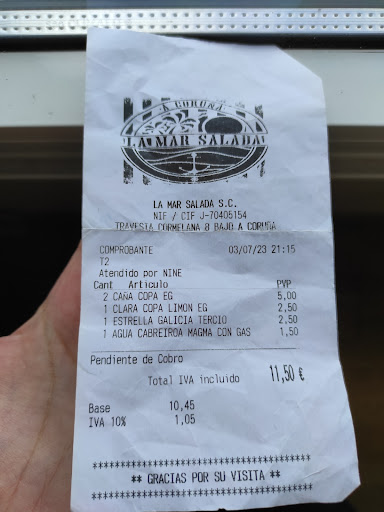 A CORUÑA
LA MAR SALADA
LA MAR SALADA S.C.
NIF / CIF J-70405154
TRAVESIA CORMELANA 8 BAJO A CORUÑA
COMPROBANTE 03/07/23 21:15
T2
Atendido por NINE
Cant Articulo PVP
2 CAÑA COPA EG 5,00
1 CLARA COPA LIMON EG 2,50
1 ESTRELLA GALICIA TERCIO 2,50
1 AGUA CABREIROA MAGMA CON GAS 1,50
Pendiente de Cobro
Total IVA incluido 11,50 €
Base 10,45
IVA 10% 1,05
** GRACIAS POR SU VISITA **